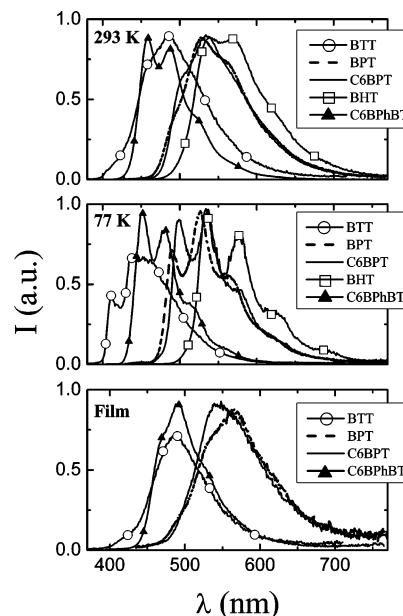 293 K
BTT
BPT
C6BPT
BHT
C6BPhBT
1.0
0.5
0.0
77 K
BTT
BPT
C6BPT
BHT
C6BPhBT
1.0
0.5
0.0
I (a.u.)
Film
BTT
BPT
C6BPT
C6BPhBT
1.0
0.5
0.0
400 500 600 700
λ (nm)